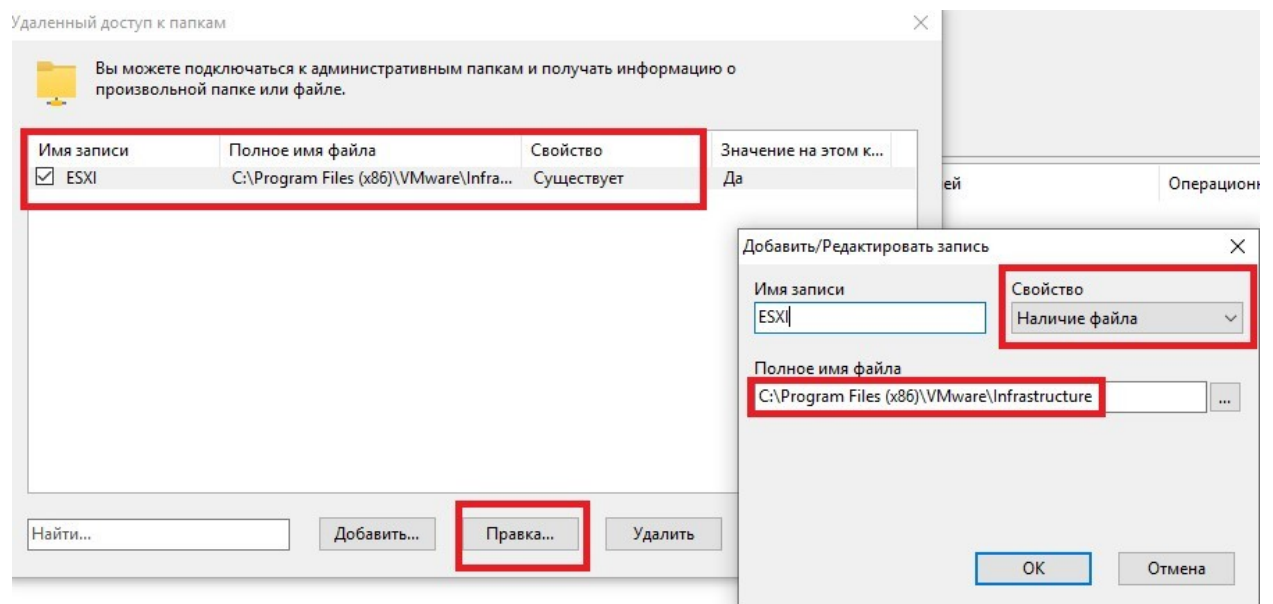 Удаленный доступ к папкам
Вы можете подключаться к административным папкам и получать информацию о
произвольной папке или файле.
Имя записи Полное имя файла Свойство Значение на этом к...
ESXI C:\Program Files (x86)\VMware\Infra... Существует Да
ей Операцион
Добавить/Редактировать запись
Имя записи Свойство
ESXI Наличие файла
Полное имя файла
C:\Program Files (x86)\VMware\Infrastructure ...
Найти... Добавить... Правка... Удалить
OK Отмена